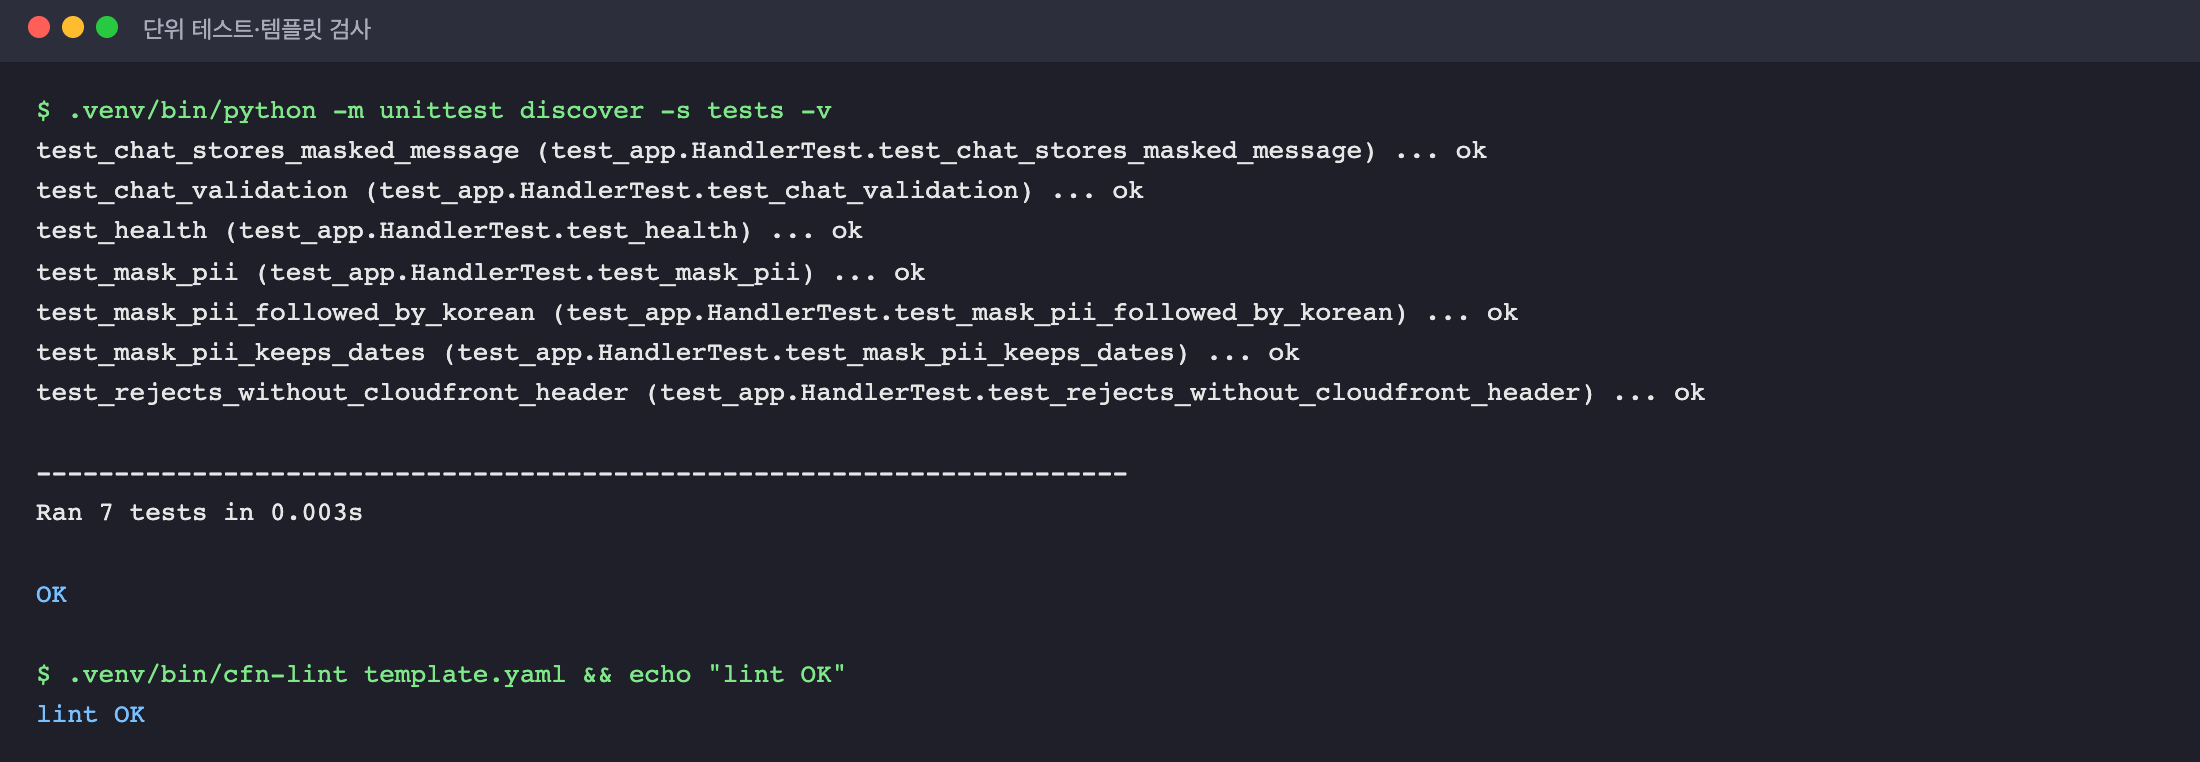 단위 테스트·템플릿 검사
$ .venv/bin/python -m unittest discover -s tests -v
test_chat_stores_masked_message (test_app.HandlerTest.test_chat_stores_masked_message) ... ok
test_chat_validation (test_app.HandlerTest.test_chat_validation) ... ok
test_health (test_app.HandlerTest.test_health) ... ok
test_mask_pii (test_app.HandlerTest.test_mask_pii) ... ok
test_mask_pii_followed_by_korean (test_app.HandlerTest.test_mask_pii_followed_by_korean) ... ok
test_mask_pii_keeps_dates (test_app.HandlerTest.test_mask_pii_keeps_dates) ... ok
test_rejects_without_cloudfront_header (test_app.HandlerTest.test_rejects_without_cloudfront_header) ... ok
----------------------------------------------------------------------
Ran 7 tests in 0.003s
OK
$ .venv/bin/cfn-lint template.yaml && echo "lint OK"
lint OK